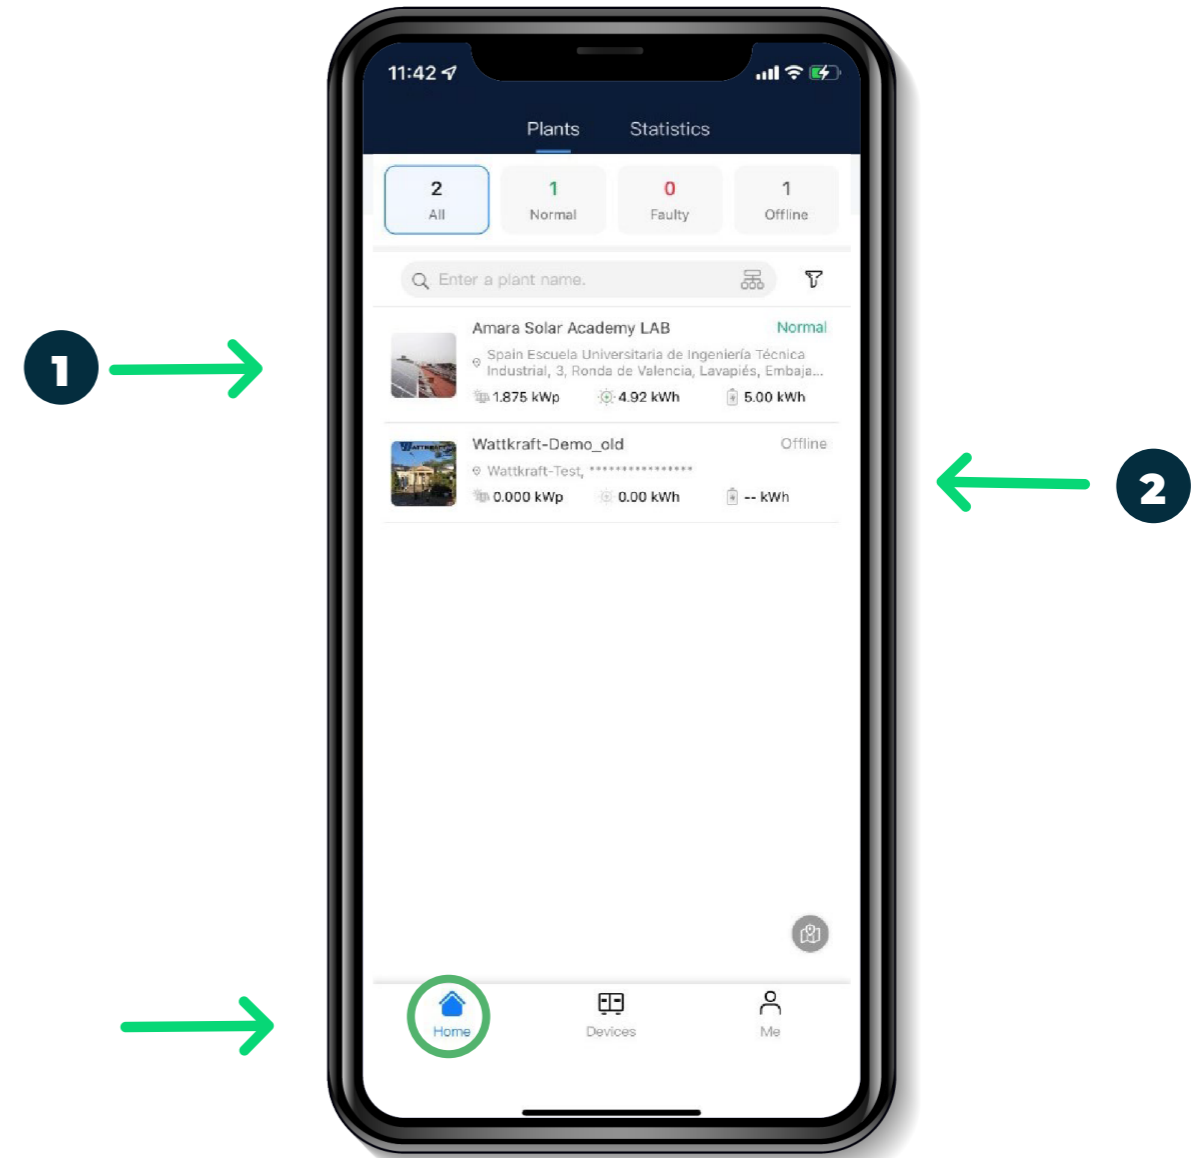 11:42
Plants Statistics
2 1 0 1
All Normal Faulty Offline
Enter a plant name.
Amara Solar Academy LAB Normal
Spain Escuela Universitaria de Ingeniería Técnica
1 Industrial, 3, Ronda de Valencia, Lavapiés, Embaja...
1.875 kWp 4.92 kWh 5.00 kWh
Wattkraft-Demo_old Offline
Wattkraft-Test, ****************
2
0.000 kWp 0.00 kWh -- kWh
Home Devices Me